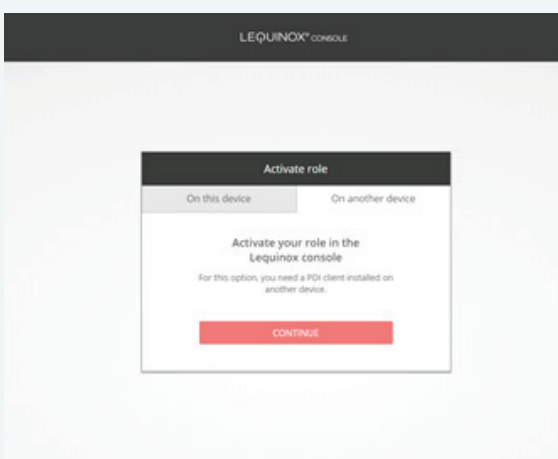 LEQUINOX® CONSOLE
Activate role
On this device
On another device
Activate your role in the
Lequinox console
For this option, you need a PDI client installed on
another device.
CONTINUE